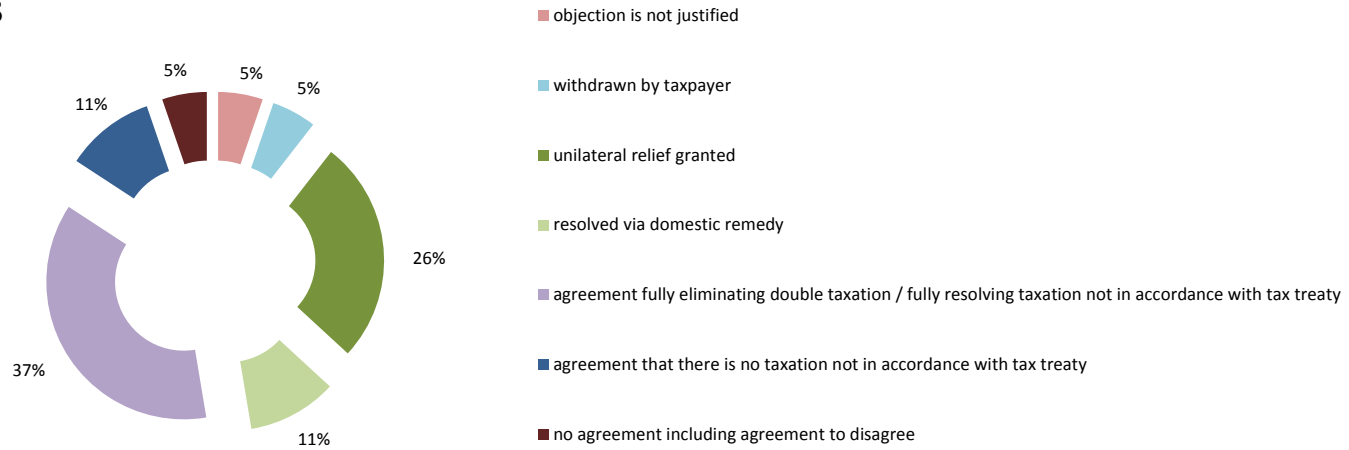 objection is not justified
withdrawn by taxpayer
unilateral relief granted
resolved via domestic remedy
agreement fully eliminating double taxation / fully resolving taxation not in accordance with tax treaty
agreement that there is no taxation not in accordance with tax treaty
no agreement including agreement to disagree
5%
5%
26%
11%
37%
11%
5%